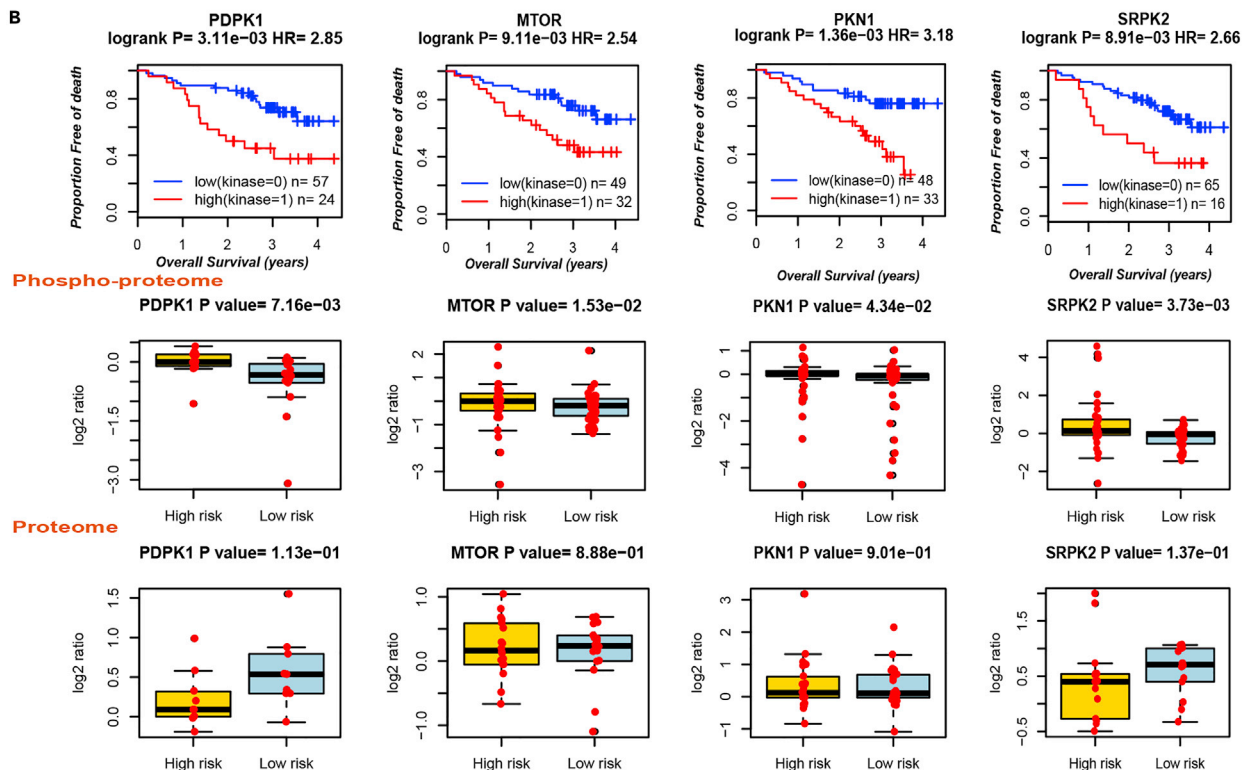 B
PDPK1
logrank P= 3.11e−03 HR= 2.85
Proportion Free of death
0.8
0.4
0.0
low(kinase=0) n= 57
high(kinase=1) n= 24
0 1 2 3 4
Overall Survival (years)
MTOR
logrank P= 9.11e−03 HR= 2.54
Proportion Free of death
0.8
0.4
0.0
low(kinase=0) n= 49
high(kinase=1) n= 32
0 1 2 3 4
Overall Survival (years)
PKN1
logrank P= 1.36e−03 HR= 3.18
Proportion Free of death
0.8
0.4
0.0
low(kinase=0) n= 48
high(kinase=1) n= 33
0 1 2 3 4
Overall Survival (years)
SRPK2
logrank P= 8.91e−03 HR= 2.66
Proportion Free of death
0.8
0.4
0.0
low(kinase=0) n= 65
high(kinase=1) n= 16
0 1 2 3 4
Overall Survival (years)
Phospho-proteome
PDPK1 P value= 7.16e−03
log2 ratio
0.0
−1.5
−3.0
High risk Low risk
MTOR P value= 1.53e−02
log2 ratio
2
1
−1
−3
High risk Low risk
PKN1 P value= 4.34e−02
log2 ratio
1
0
−2
−4
High risk Low risk
SRPK2 P value= 3.73e−03
log2 ratio
4
2
0
−2
High risk Low risk
Proteome
PDPK1 P value= 1.13e−01
log2 ratio
1.5
1.0
0.5
0.0
High risk Low risk
MTOR P value= 8.88e−01
log2 ratio
1.0
0.0
−1.0
High risk Low risk
PKN1 P value= 9.01e−01
log2 ratio
3
2
1
0
−1
High risk Low risk
SRPK2 P value= 1.37e−01
log2 ratio
1.5
0.5
−0.5
High risk Low risk